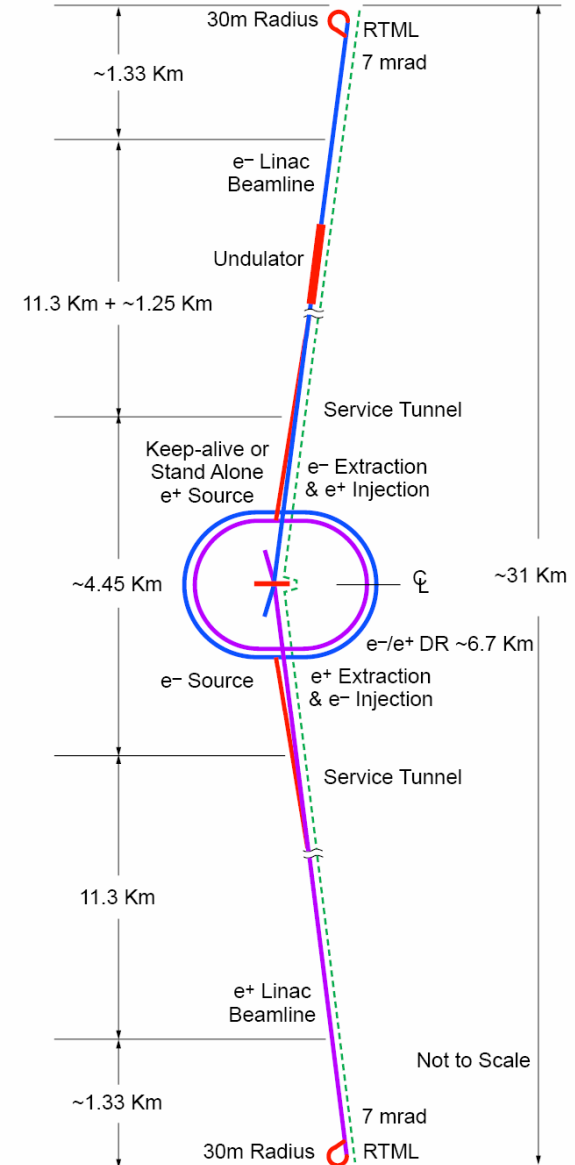 30m Radius
RTML
7 mrad
~1.33 Km
e– Linac
Beamline
Undulator
11.3 Km + ~1.25 Km
Service Tunnel
Keep-alive or
Stand Alone
e+ Source
e– Extraction
& e+ Injection
~4.45 Km
℄
~31 Km
e–/e+ DR ~6.7 Km
e– Source
e+ Extraction
& e– Injection
Service Tunnel
11.3 Km
e+ Linac
Beamline
Not to Scale
~1.33 Km
7 mrad
30m Radius
RTML